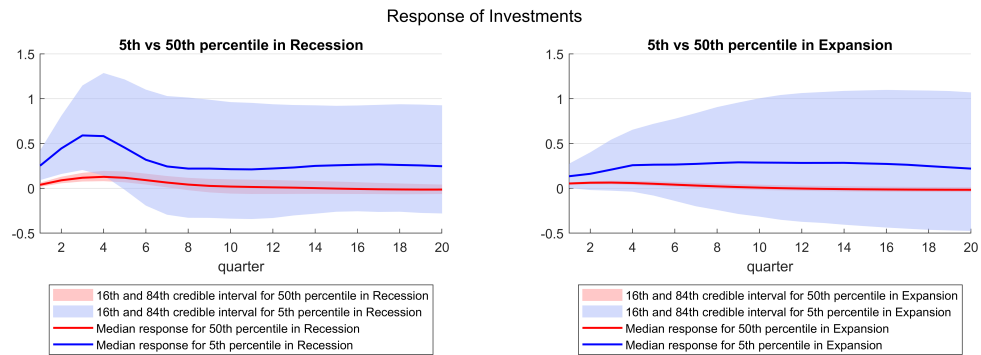 Response of Investments
5th vs 50th percentile in Recession
1.5
1
0.5
0
-0.5
2 4 6 8 10 12 14 16 18 20
quarter
16th and 84th credible interval for 50th percentile in Recession
16th and 84th credible interval for 5th percentile in Recession
Median response for 50th percentile in Recession
Median response for 5th percentile in Recession
5th vs 50th percentile in Expansion
1.5
1
0.5
0
-0.5
2 4 6 8 10 12 14 16 18 20
quarter
16th and 84th credible interval for 50th percentile in Expansion
16th and 84th credible interval for 5th percentile in Expansion
Median response for 50th percentile in Expansion
Median response for 5th percentile in Expansion